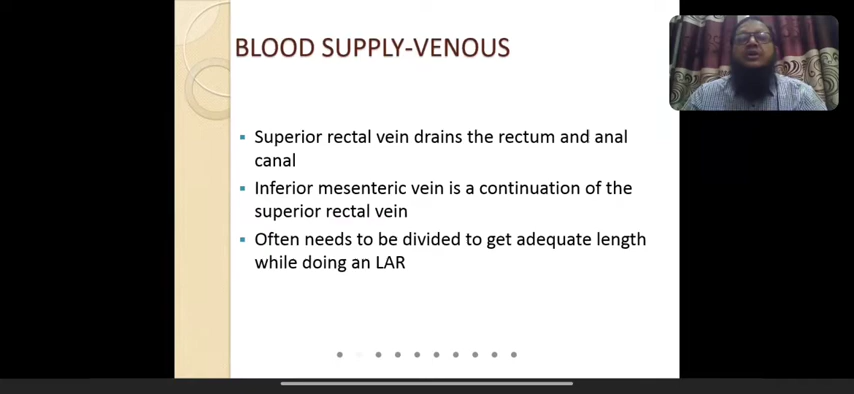 BLOOD SUPPLY-VENOUS
Superior rectal vein drains the rectum and anal
canal
Inferior mesenteric vein is a continuation of the
superior rectal vein
Often needs to be divided to get adequate length
while doing an LAR